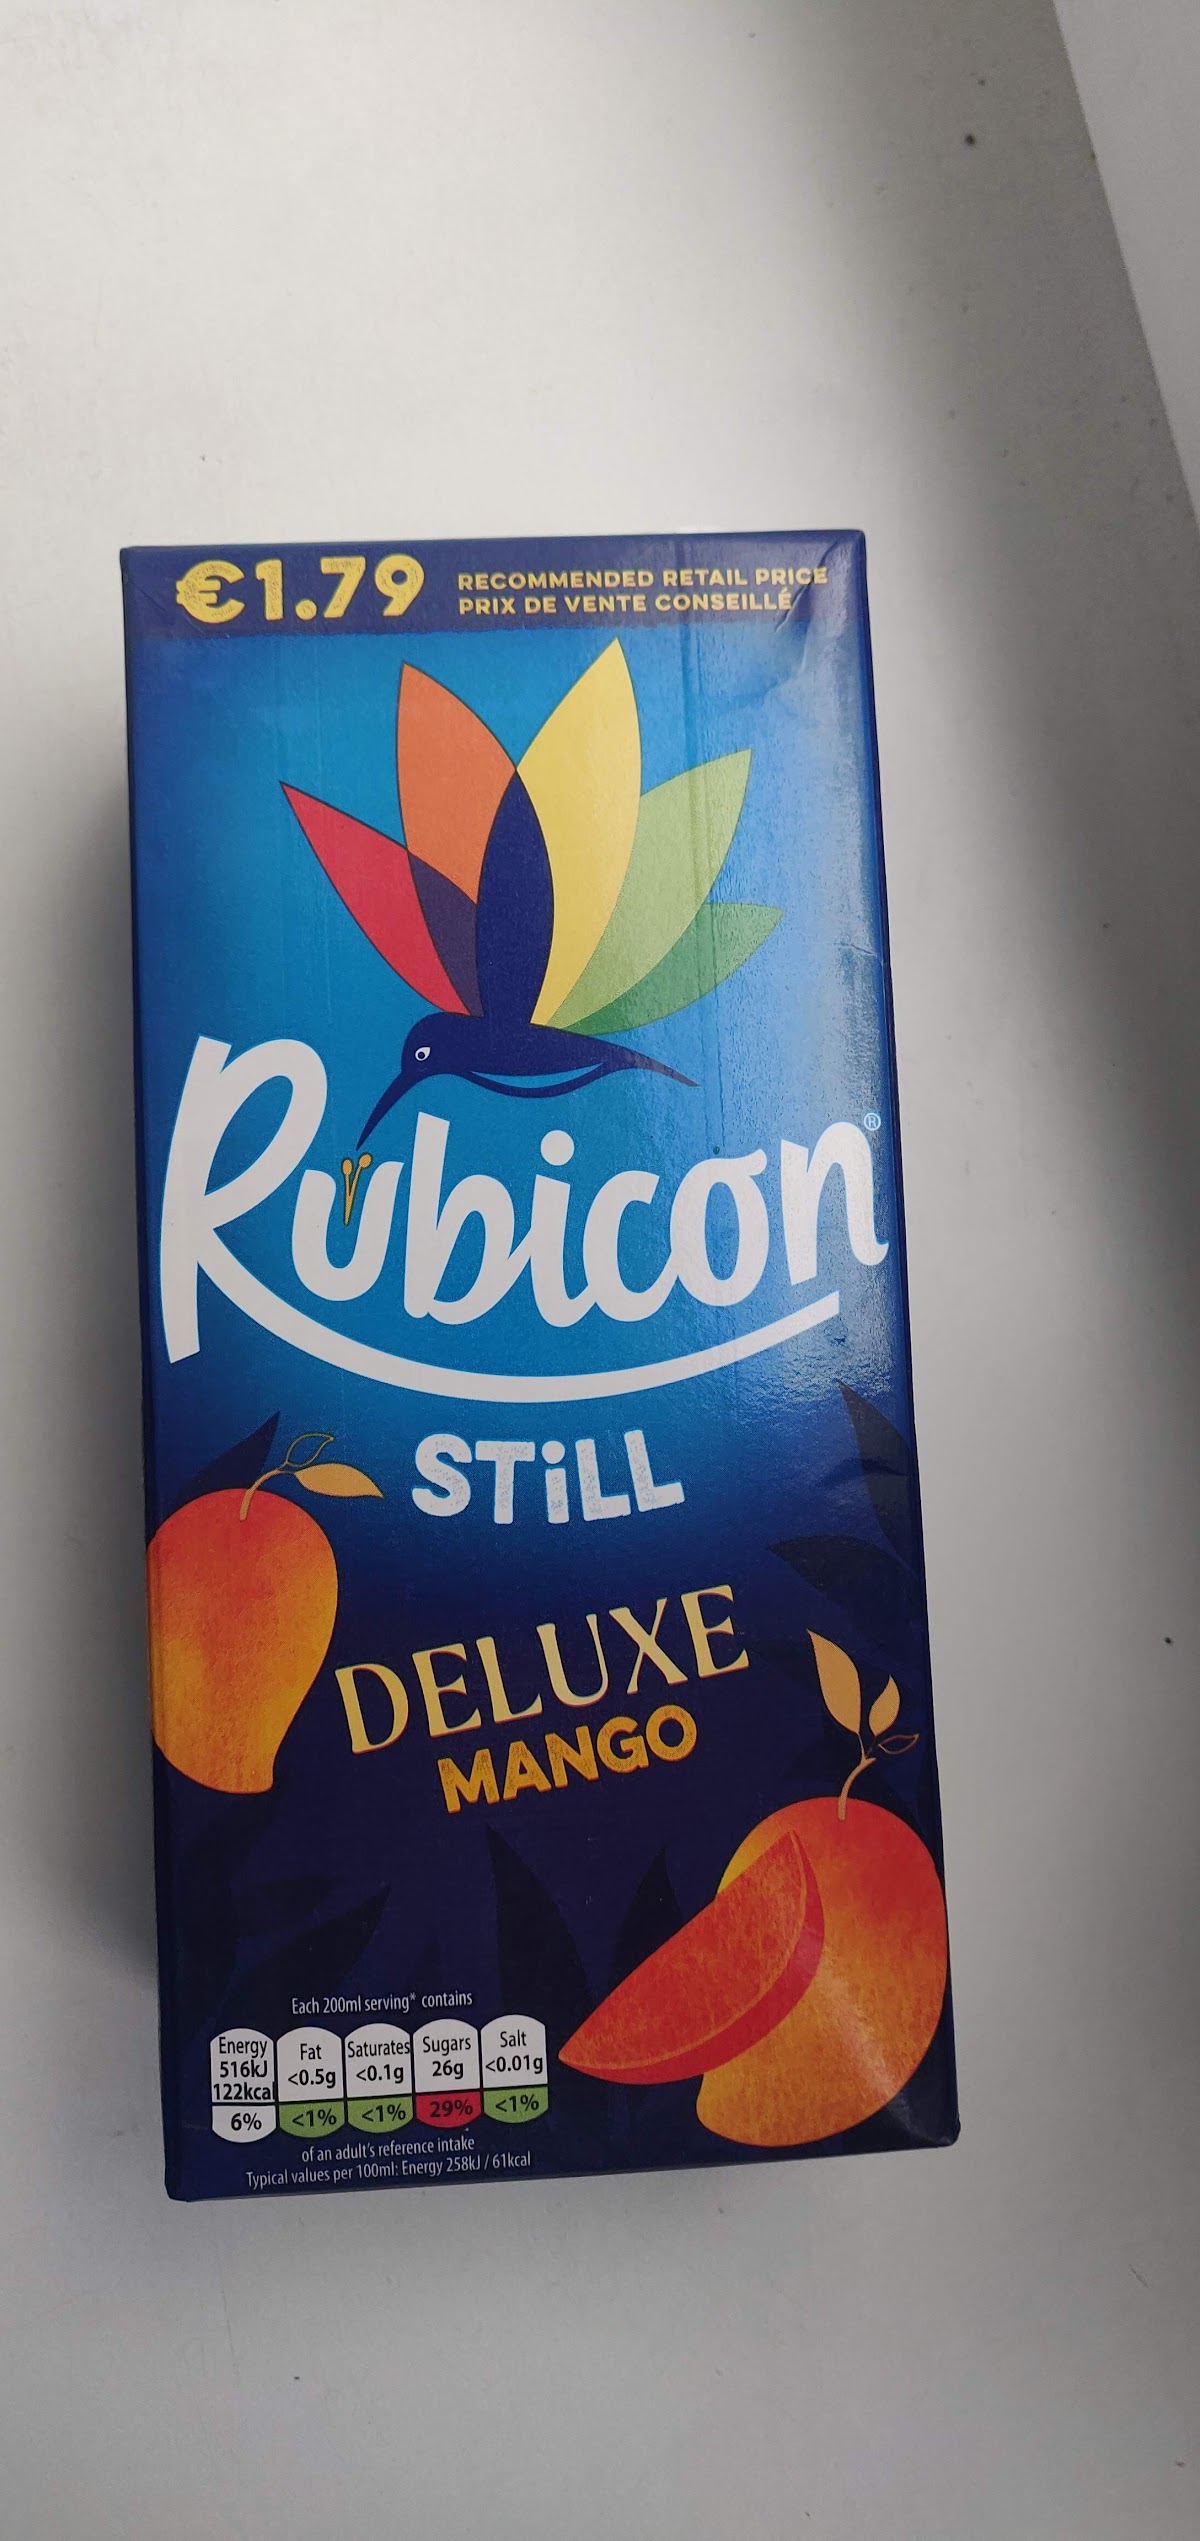 €1.79
RECOMMENDED RETAIL PRICE
PRIX DE VENTE CONSEILLÉ
Rubicon®
STiLL
DELUXE
MANGO
Each 200ml serving* contains
Energy 516kJ 122kcal 6%
Fat <0.5g <1%
Saturates <0.1g <1%
Sugars 26g 29%
Salt <0.01g <1%
of an adult's reference intake
Typical values per 100ml: Energy 258kJ / 61kcal